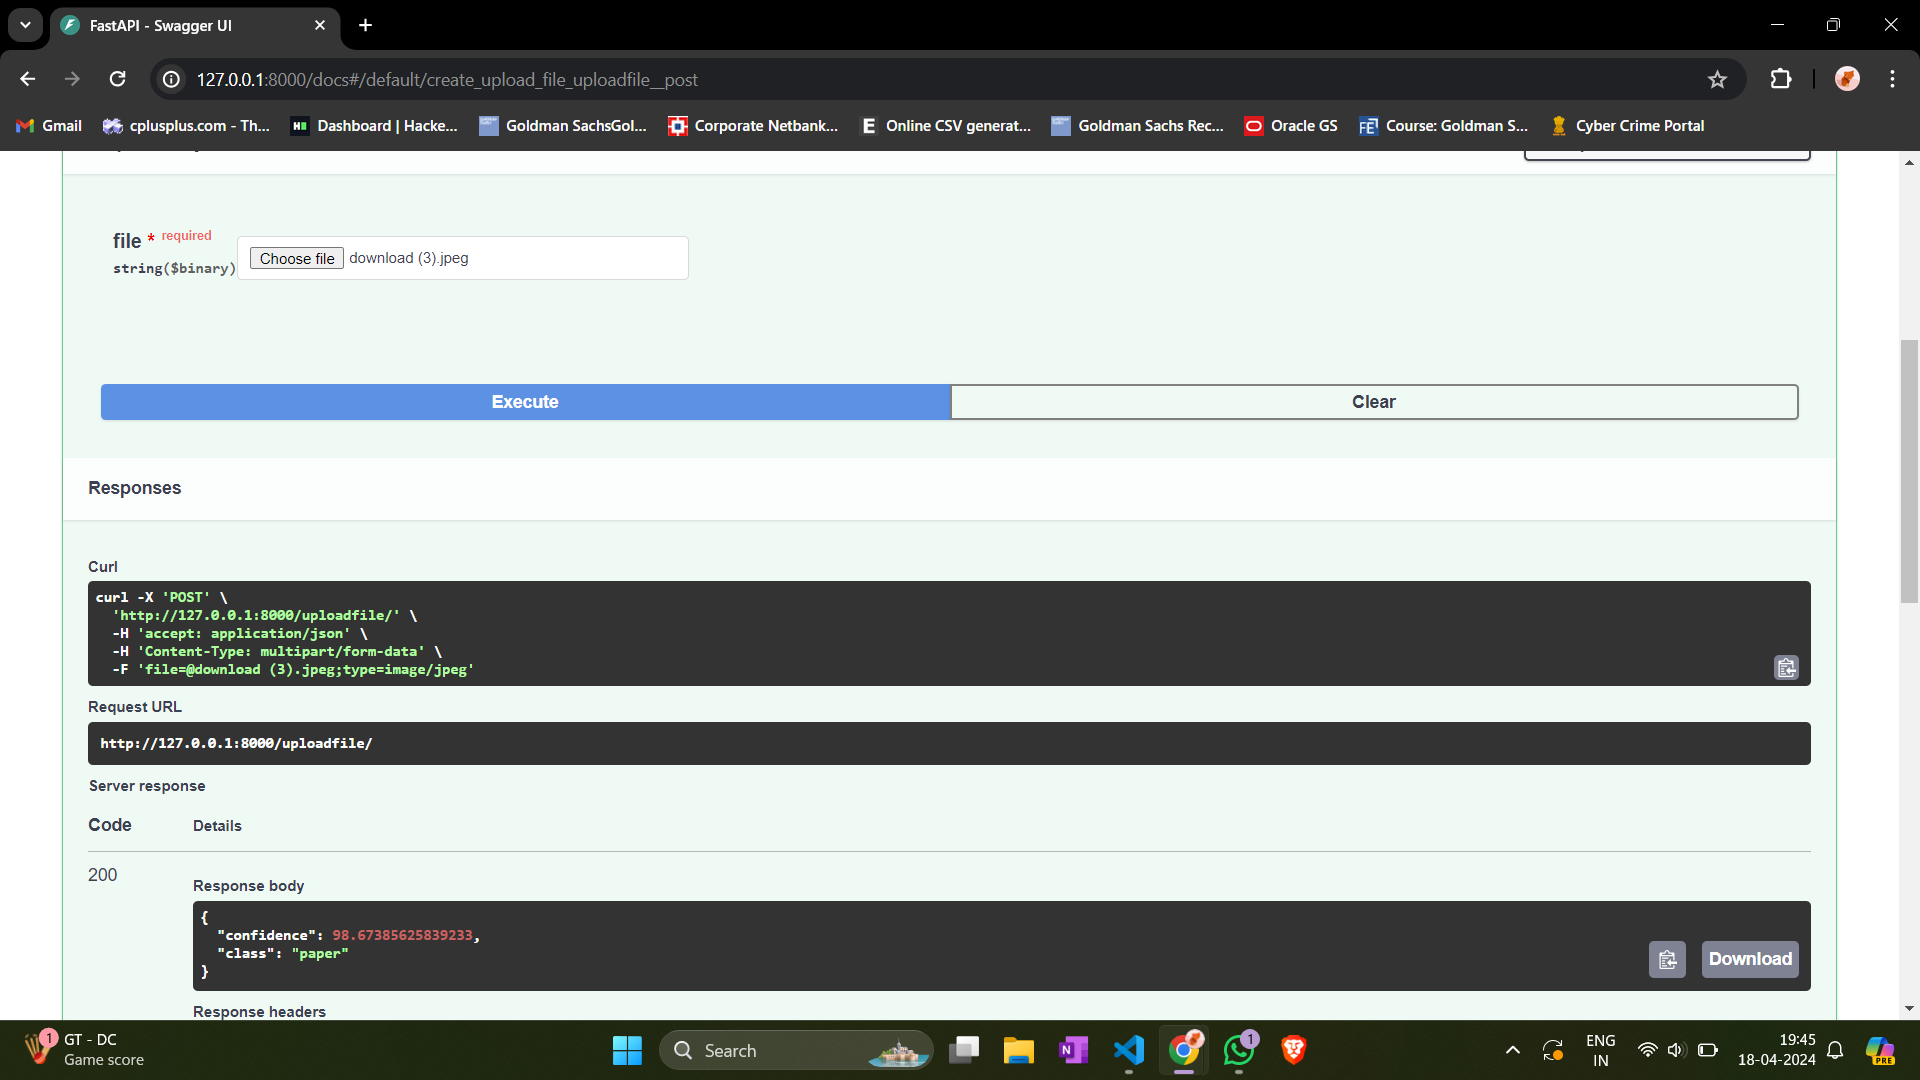 FastAPI - Swagger UI
127.0.0.1:8000/docs#/default/create_upload_file_uploadfile__post
Gmail
cplusplus.com - Th...
Dashboard | Hacke...
Goldman SachsGol...
Corporate Netbank...
Online CSV generat...
Goldman Sachs Rec...
Oracle GS
Course: Goldman S...
Cyber Crime Portal
file * required
string($binary)
Choose file download (3).jpeg
Execute
Clear
Responses
Curl
curl -X 'POST' \
'http://127.0.0.1:8000/uploadfile/' \
-H 'accept: application/json' \
-H 'Content-Type: multipart/form-data' \
-F 'file=@download (3).jpeg;type=image/jpeg'
Request URL
http://127.0.0.1:8000/uploadfile/
Server response
Code
Details
200
Response body
{
"confidence": 98.67385625839233,
"class": "paper"
}
Download
Response headers
1
GT - DC
Game score
Search
1
ENG
IN
19:45
18-04-2024
PRE